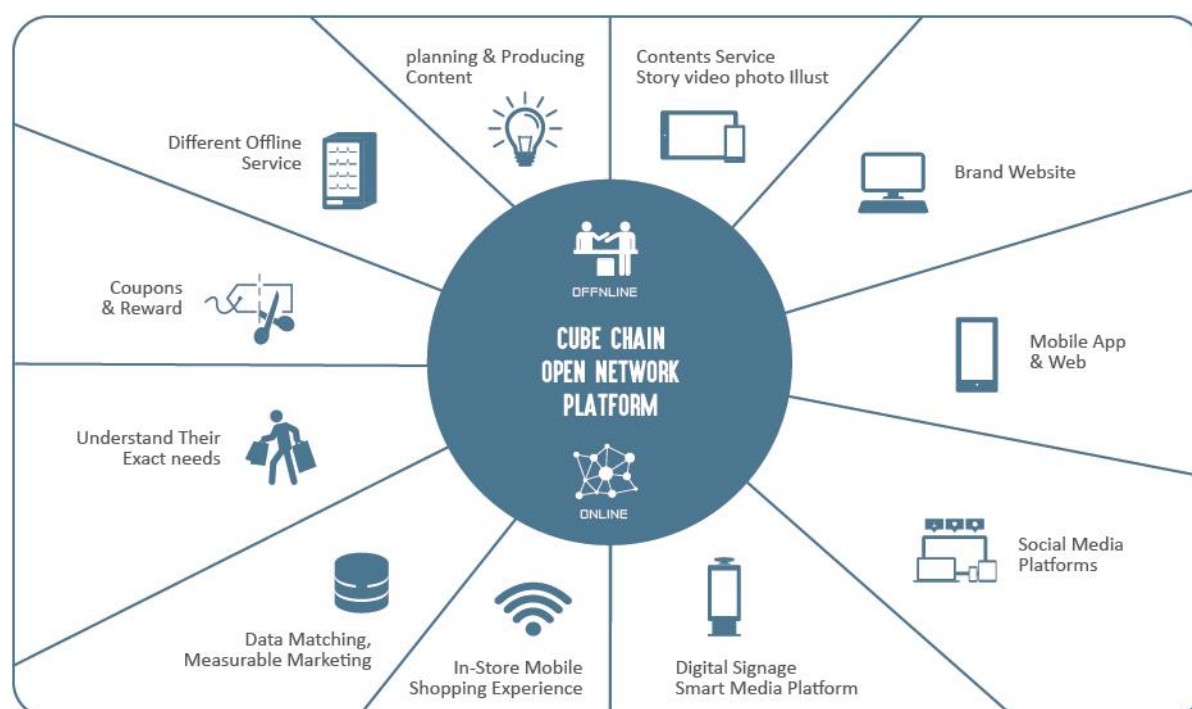 planning & Producing
Content
Contents Service
Story video photo Illust
Different Offline
Service
Brand Website
Coupons
& Reward
OFFNLINE
CUBE CHAIN
OPEN NETWORK
PLATFORM
ONLINE
Mobile App
& Web
Understand Their
Exact needs
Social Media
Platforms
Data Matching,
Measurable Marketing
In-Store Mobile
Shopping Experience
Digital Signage
Smart Media Platform